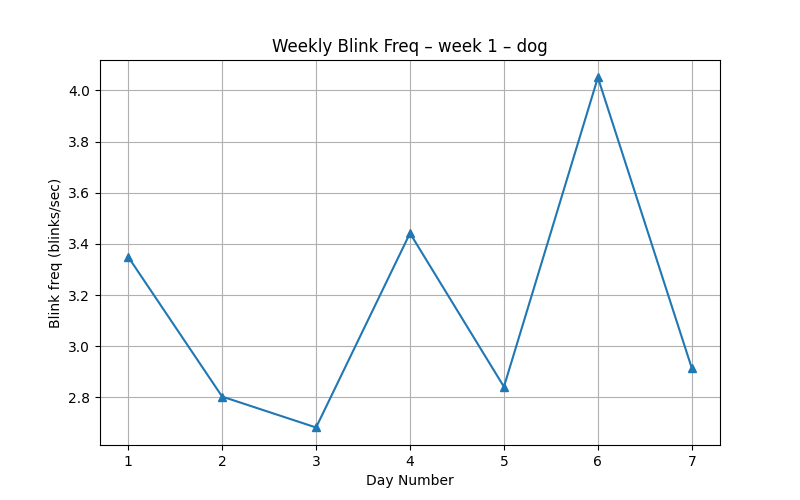 Weekly Blink Freq – week 1 – dog
Blink freq (blinks/sec)
4.0
3.8
3.6
3.4
3.2
3.0
2.8
1 2 3 4 5 6 7
Day Number